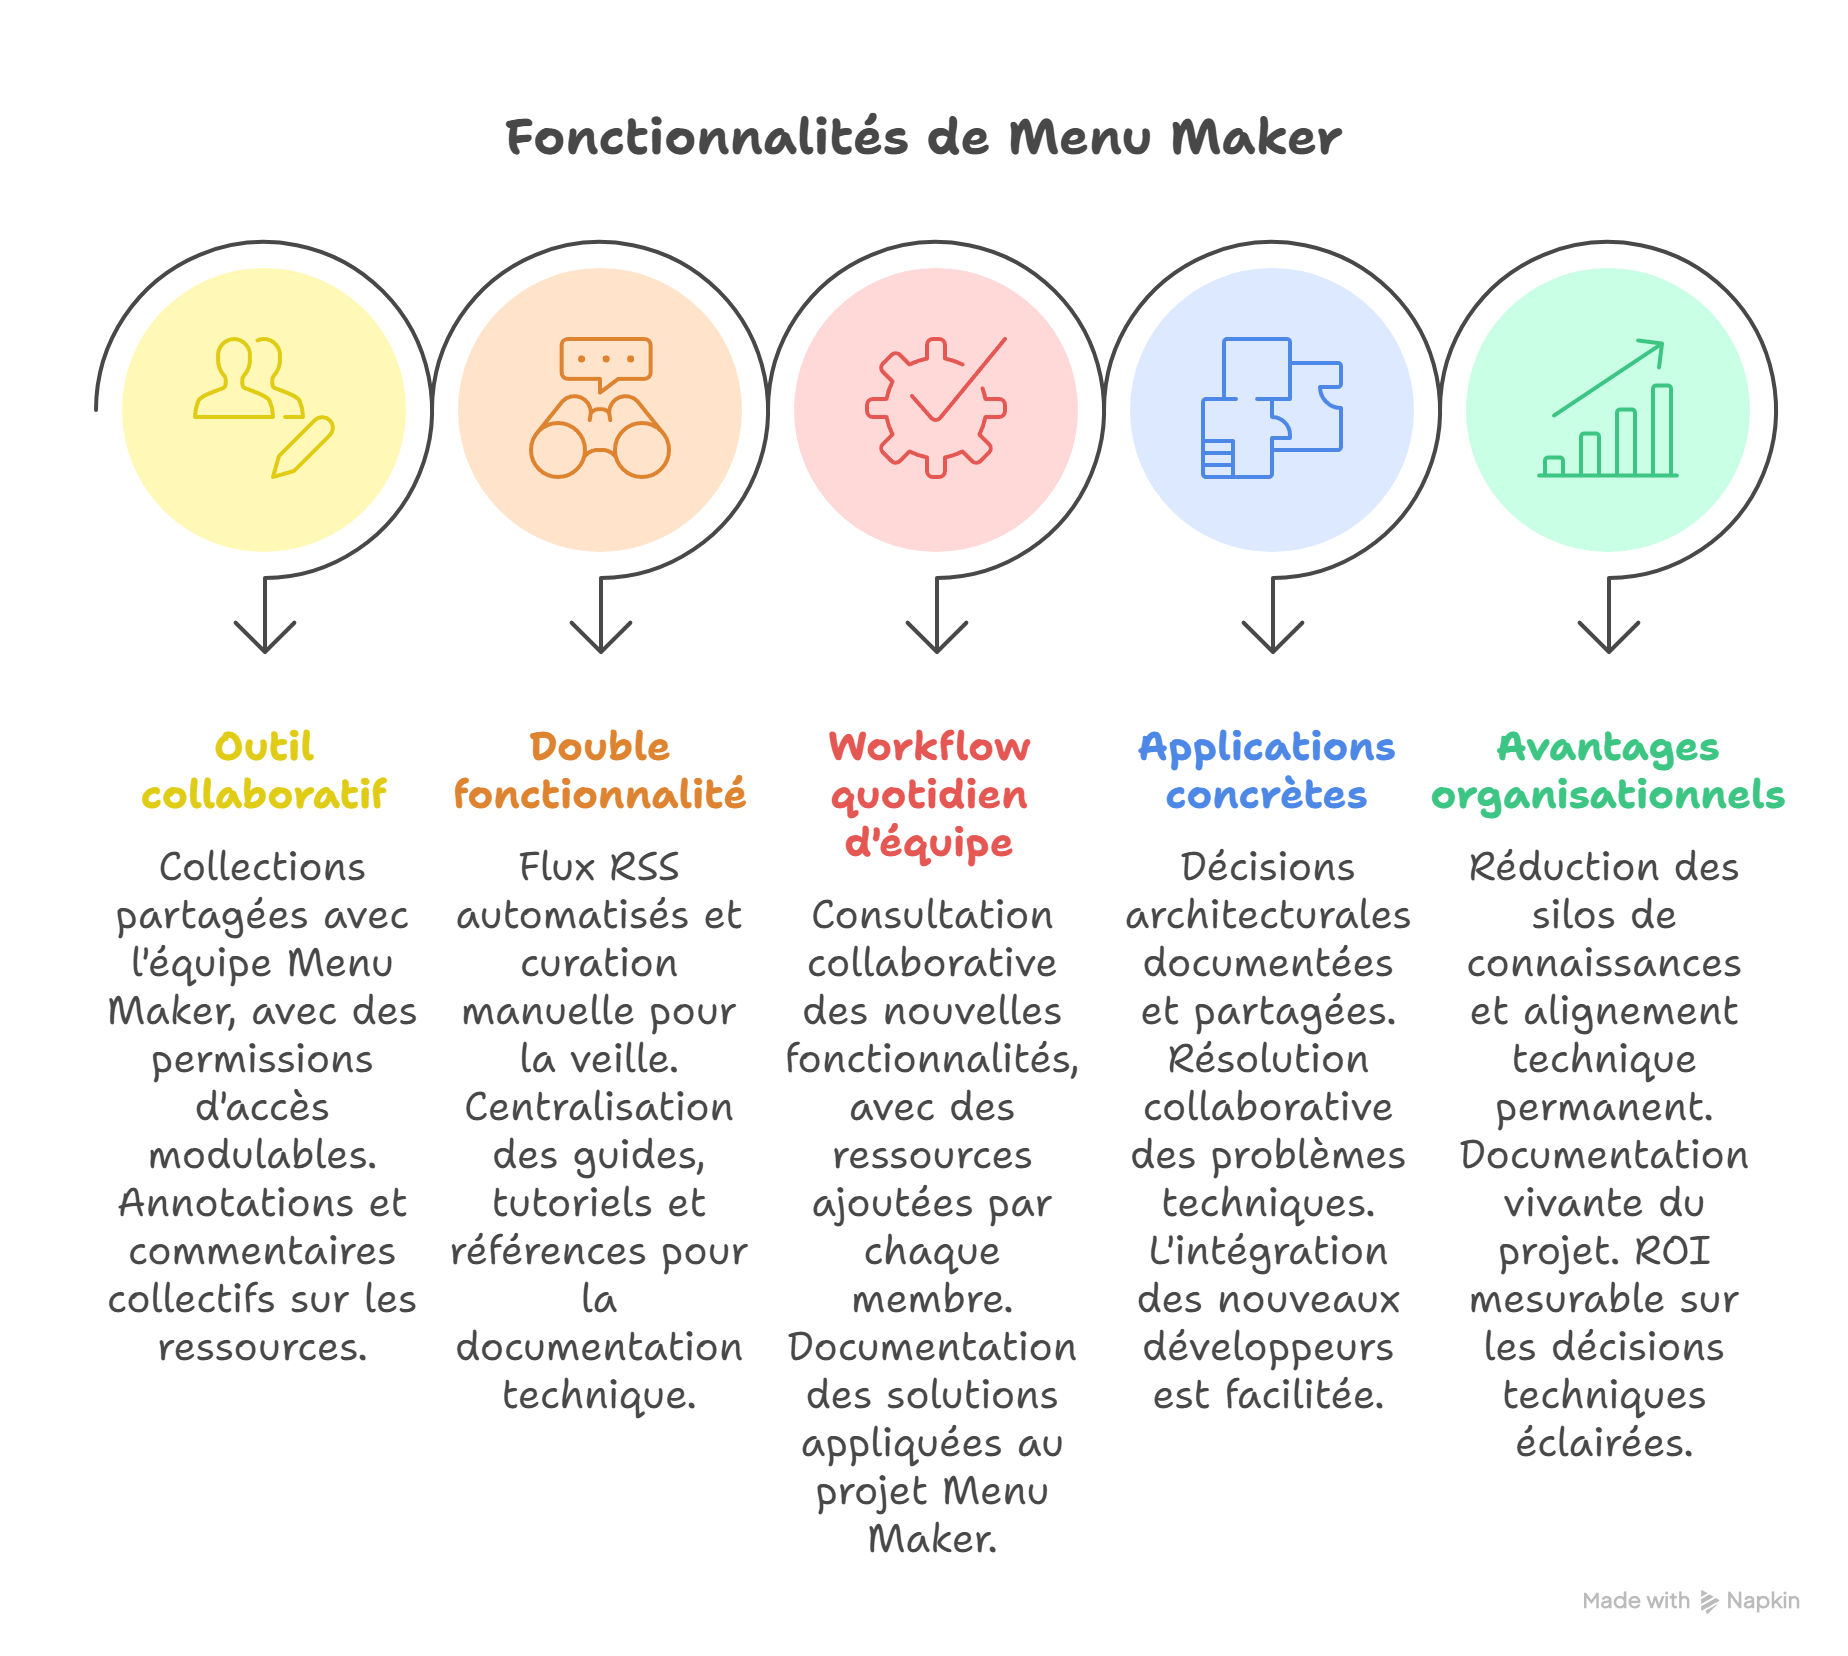 Fonctionnalités de Menu Maker
Outil
collaboratif
Collections
partagées avec
l'équipe Menu
Maker, avec des
permissions
d'accès
modulables.
Annotations et
commentaires
collectifs sur les
ressources.
Double
fonctionnalité
Flux RSS
automatisés et
curation
manuelle pour
la veille.
Centralisation
des guides,
tutoriels et
références pour
la
documentation
technique.
Workflow
quotidien
d'équipe
Consultation
collaborative
des nouvelles
fonctionnalités,
avec des
ressources
ajoutées par
chaque
membre.
Documentation
des solutions
appliquées au
projet Menu
Maker.
Applications
concrètes
Décisions
architecturales
documentées
et partagées.
Résolution
collaborative
des problèmes
techniques.
L'intégration
des nouveaux
développeurs
est facilitée.
Avantages
organisationnels
Réduction des
silos de
connaissances
et alignement
technique
permanent.
Documentation
vivante du
projet. ROI
mesurable sur
les décisions
techniques
éclairées.
Made with Napkin